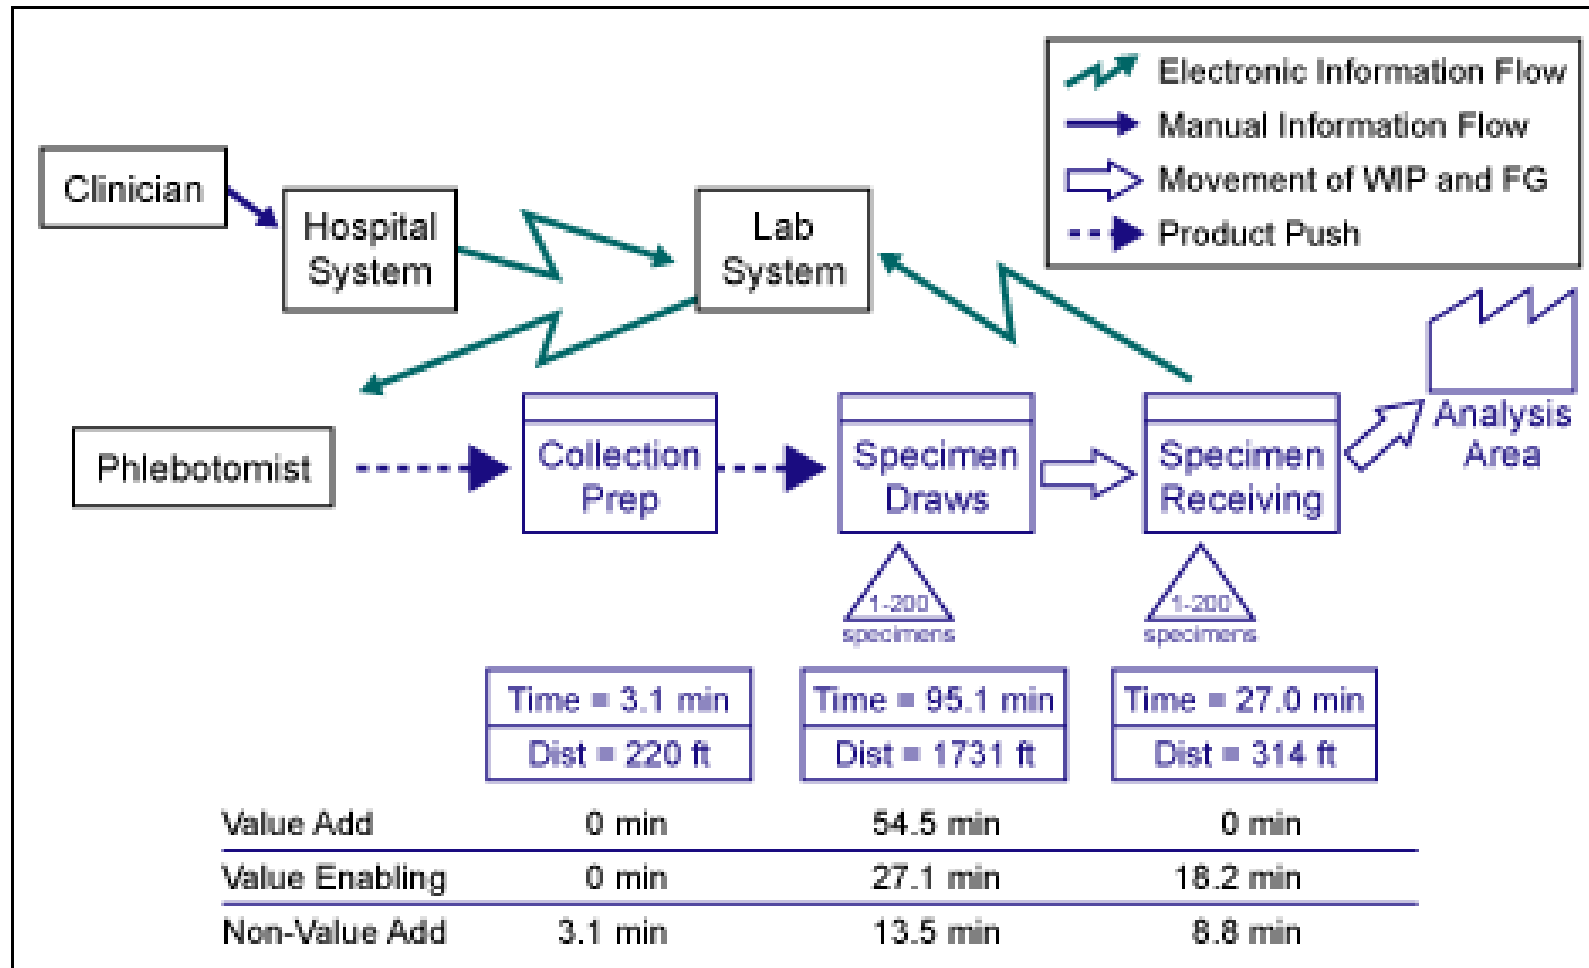 Electronic Information Flow
Manual Information Flow
Movement of WIP and FG
Product Push
Clinician
Hospital
System
Lab
System
Analysis
Area
Phlebotomist
Collection
Prep
Specimen
Draws
Specimen
Receiving
1-200
specimens
1-200
specimens
Time = 3.1 min
Dist = 220 ft
Time = 95.1 min
Dist = 1731 ft
Time = 27.0 min
Dist = 314 ft
Value Add 0 min 54.5 min 0 min
Value Enabling 0 min 27.1 min 18.2 min
Non-Value Add 3.1 min 13.5 min 8.8 min